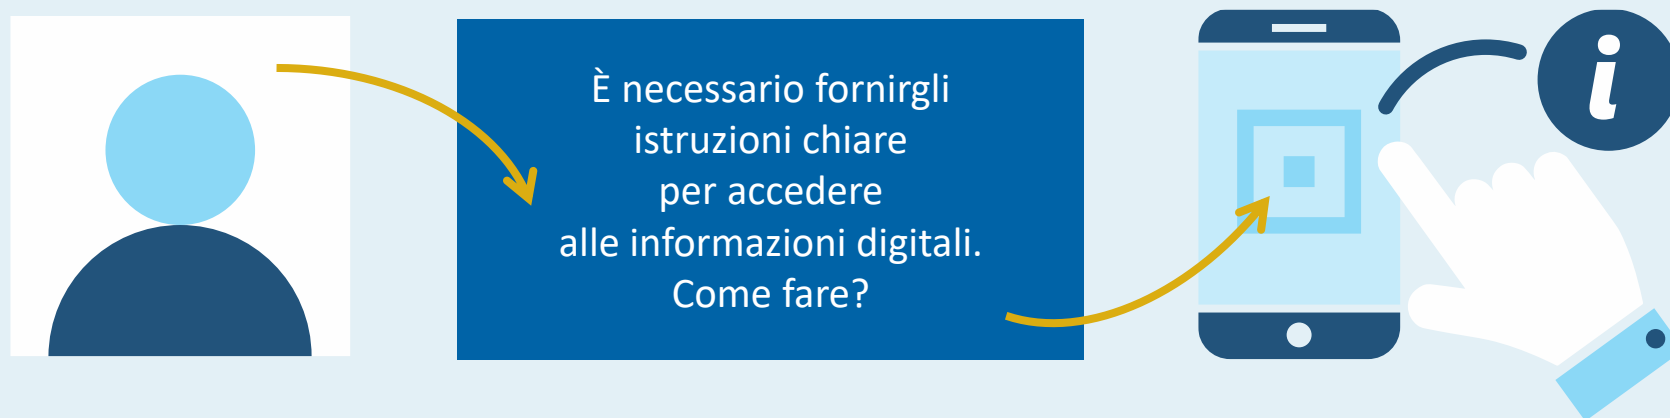 È necessario fornirgli
istruzioni chiare
per accedere
alle informazioni digitali.
Come fare?
i